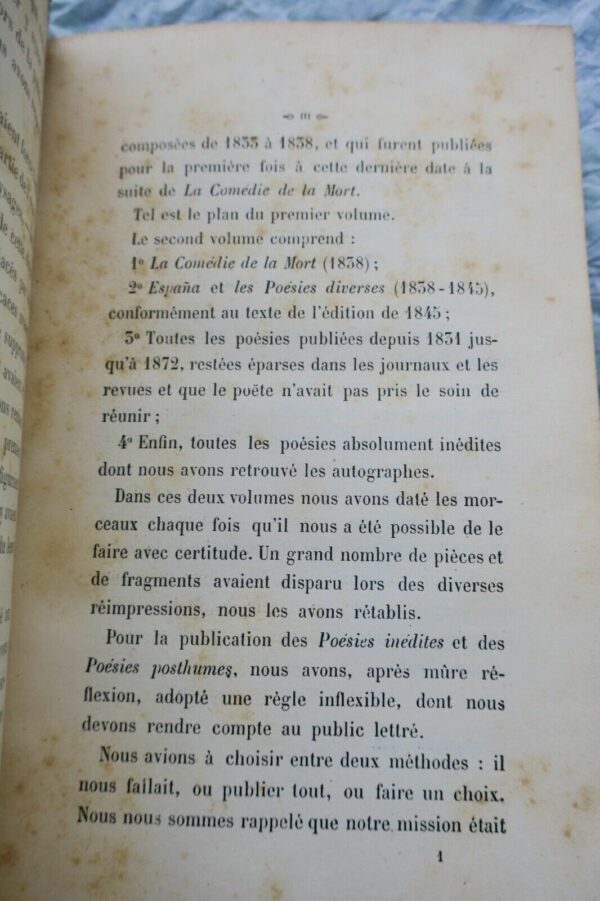 III
composées de 1833 à 1838, et qui furent publiées
pour la première fois à cette dernière date à la
suite de La Comédie de la Mort.
Tel est le plan du premier volume.
Le second volume comprend :
1º La Comédie de la Mort (1838) ;
2º España et les Poésies diverses (1838-1845),
conformément au texte de l'édition de 1845 ;
3º Toutes les poésies publiées depuis 1831 jus-
qu'à 1872, restées éparses dans les journaux et les
revues et que le poëte n'avait pas pris le soin de
réunir ;
4º Enfin, toutes les poésies absolument inédites
dont nous avons retrouvé les autographes.
Dans ces deux volumes nous avons daté les mor-
ceaux chaque fois qu'il nous a été possible de le
faire avec certitude. Un grand nombre de pièces et
de fragments avaient disparu lors des diverses
réimpressions, nous les avons rétablis.
Pour la publication des Poésies inédites et des
Poésies posthumes, nous avons, après mûre ré-
flexion, adopté une règle inflexible, dont nous
devons rendre compte au public lettré.
Nous avions à choisir entre deux méthodes : il
nous fallait, ou publier tout, ou faire un choix.
Nous nous sommes rappelé que notre mission était
1